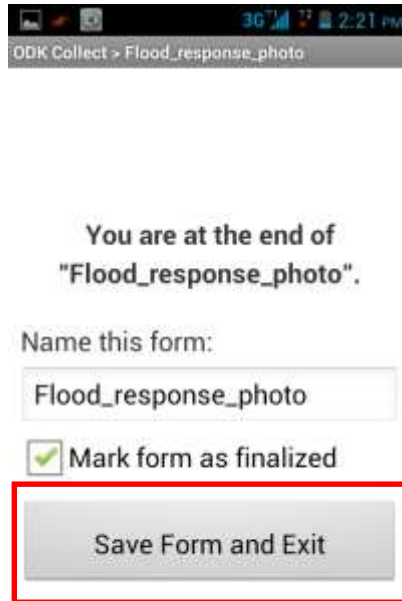 3G 2:21 PM
ODK Collect > Flood_response_photo
You are at the end of
"Flood_response_photo".
Name this form:
Flood_response_photo
Mark form as finalized
Save Form and Exit